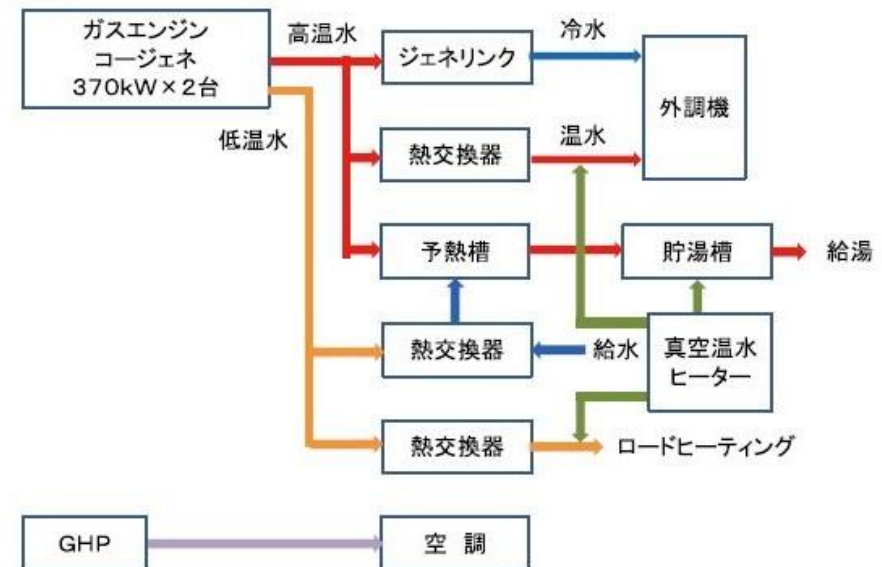 ガスエンジン
コージェネ
370kW×2台
高温水
ジェネリンク
冷水
外調機
低温水
熱交換器
温水
予熱槽
貯湯槽
給湯
熱交換器
給水
真空温水
ヒーター
熱交換器
ロードヒーティング
GHP
空 調